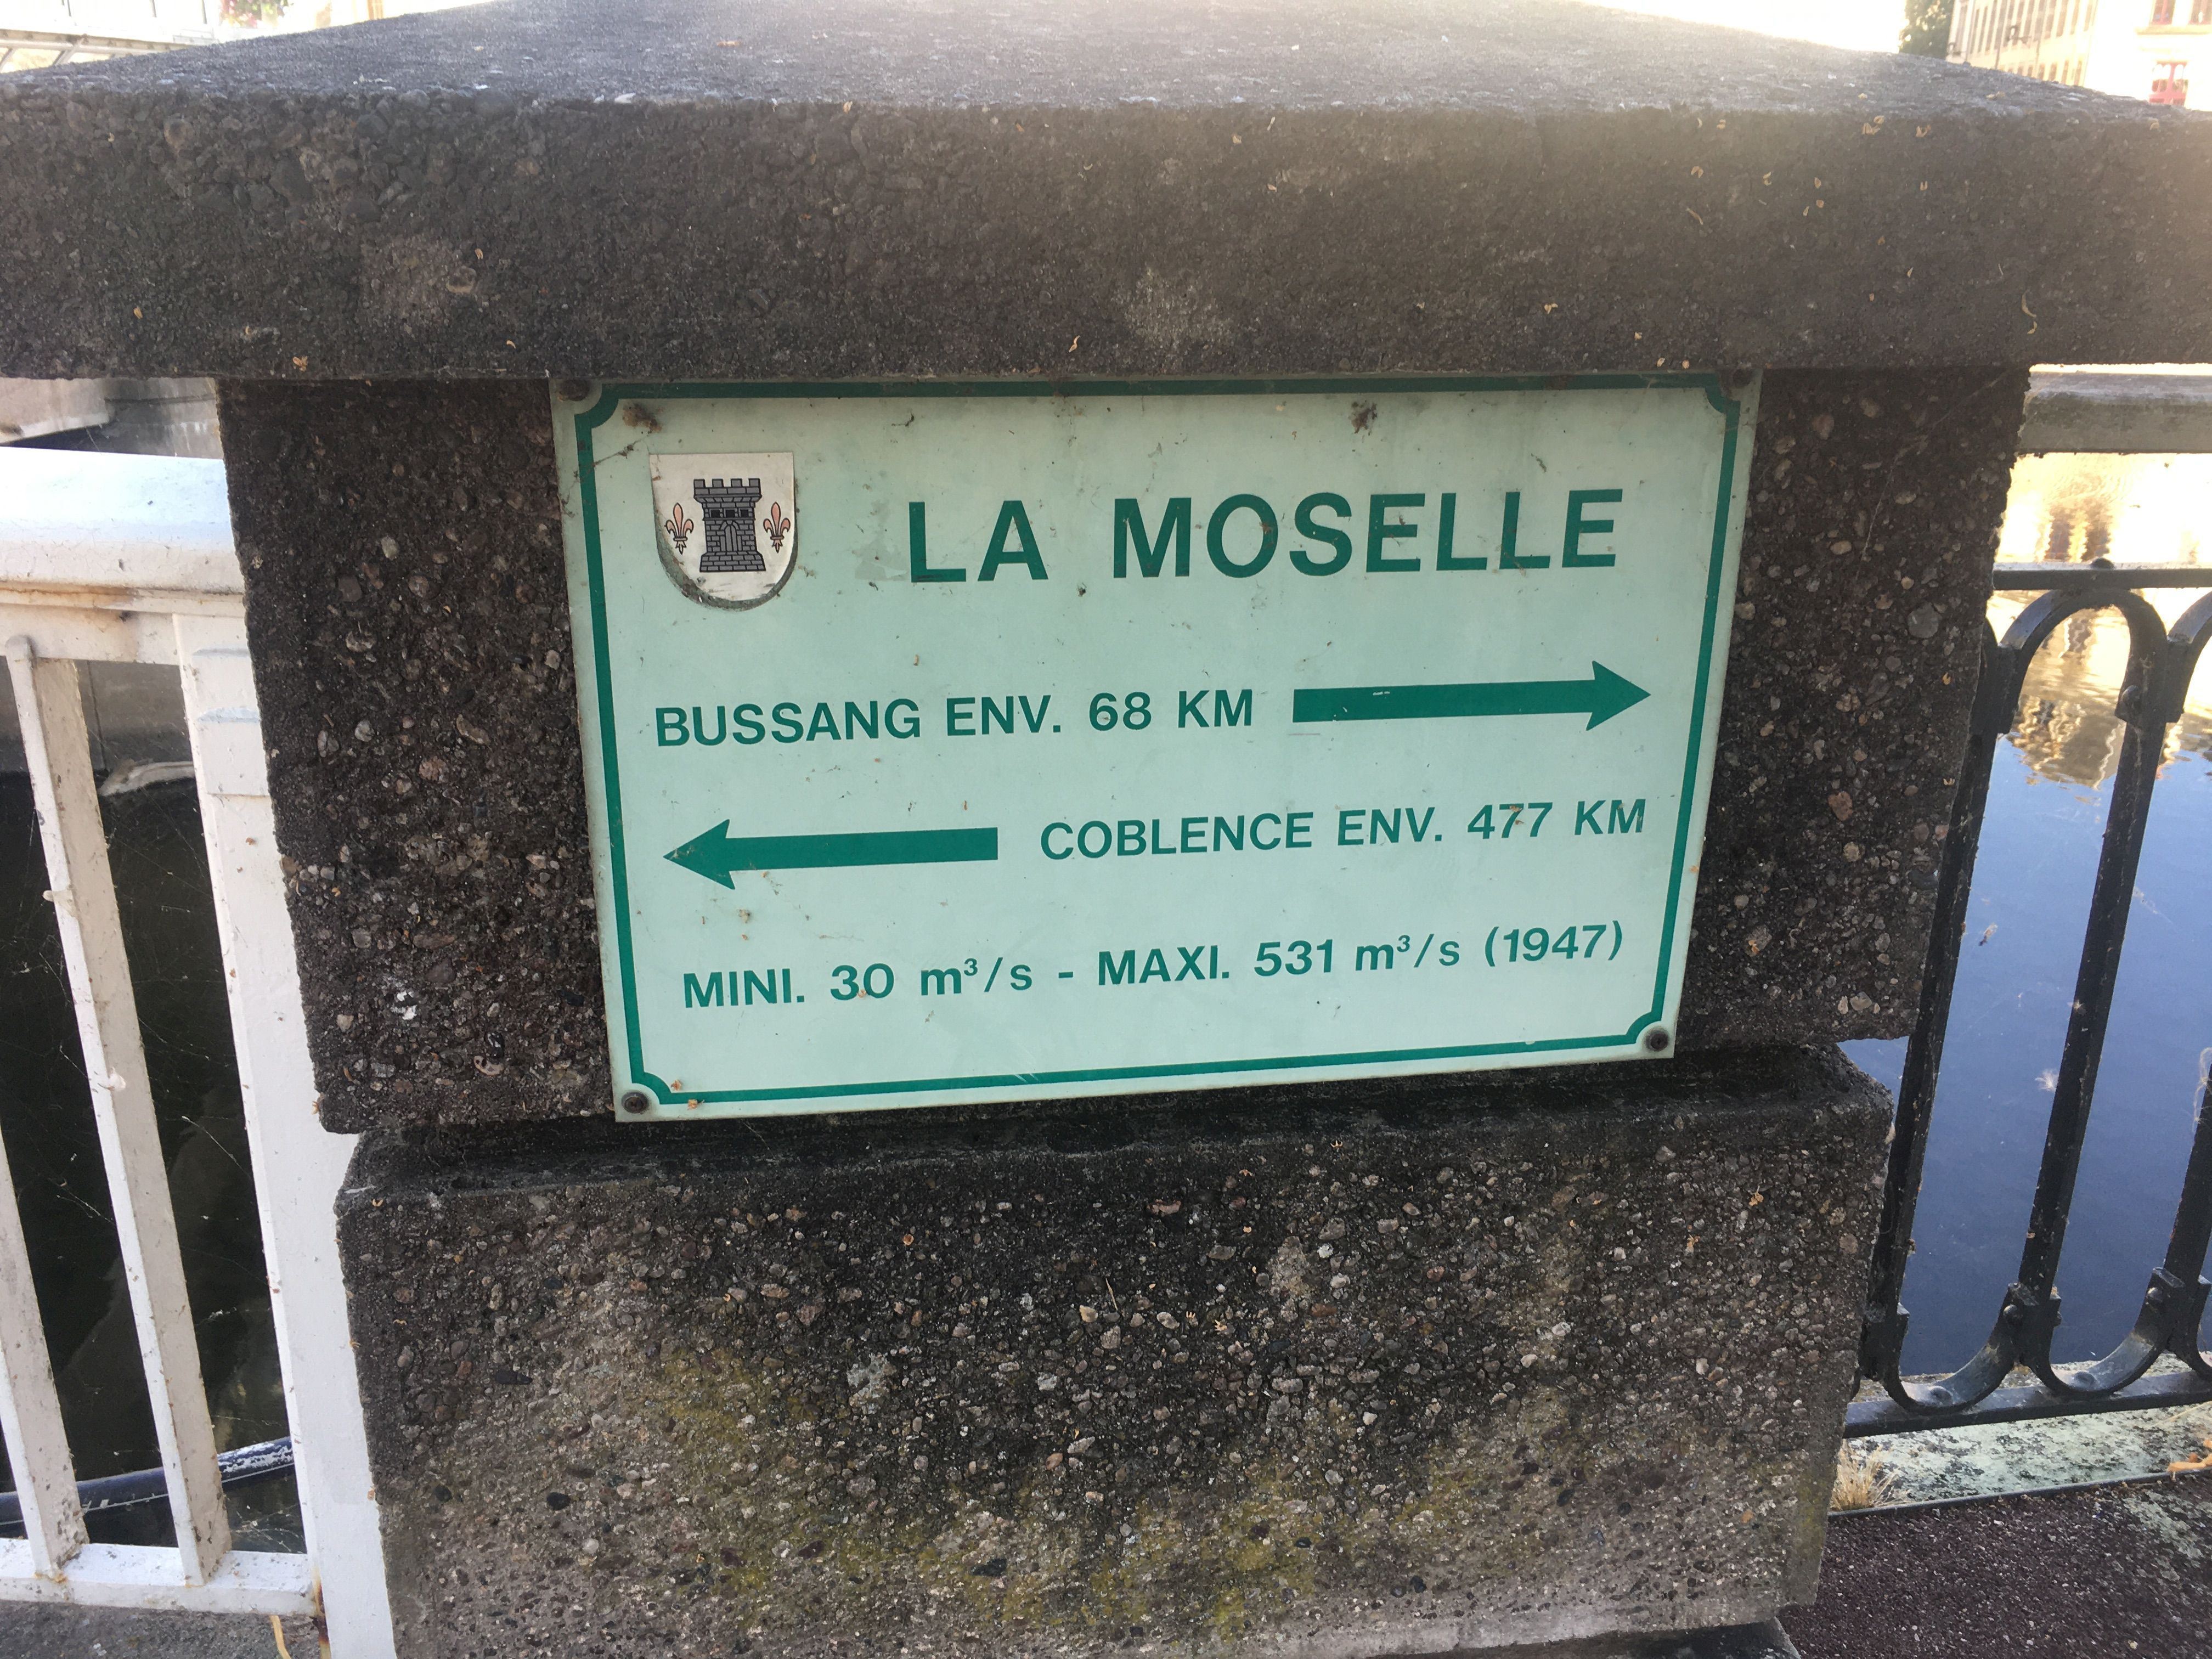 LA MOSELLE
BUSSANG ENV. 68 KM
COBLENCE ENV. 477 KM
MINI. 30 m³/s - MAXI. 531 m³/s (1947)